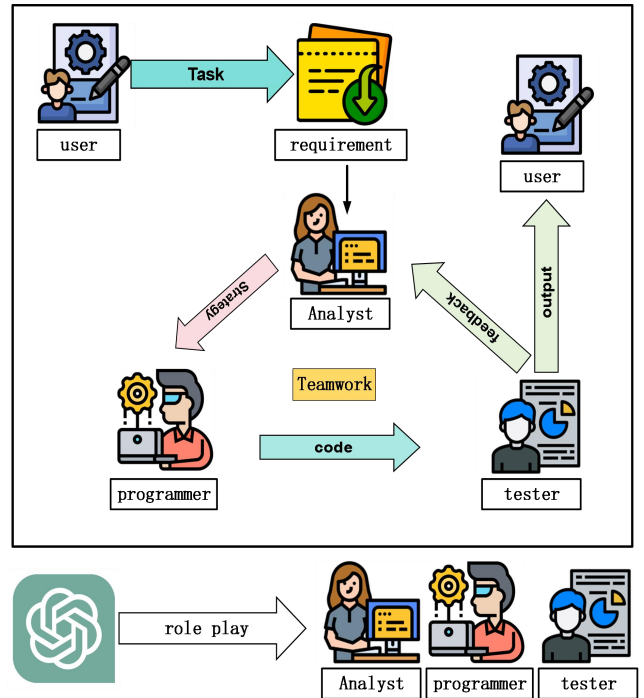 Task
user
requirement
user
Analyst
Strategy
feedback
output
Teamwork
programmer
code
tester
role play
Analyst
programmer
tester